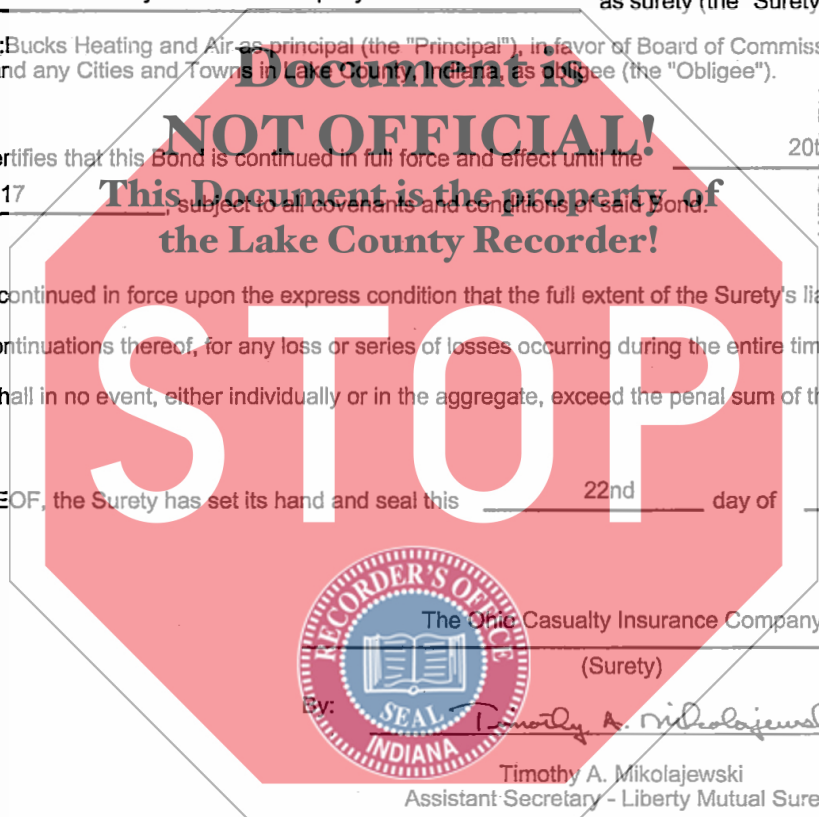 as surety (the "Surety
Bucks Heating and Air as principal (the "Principal"), in favor of Board of Commiss
nd any Cities and Towns in Lake County, Indiana, as obligee (the "Obligee").
Document is
NOT OFFICIAL!
This Document is the property of
the Lake County Recorder!
ertifies that this Bond is continued in full force and effect until the 20th
17, subject to all covenants and conditions of said Bond.
continued in force upon the express condition that the full extent of the Surety's lia
ntinuations thereof, for any loss or series of losses occurring during the entire tim
hall in no event, either individually or in the aggregate, exceed the penal sum of th
STOP
EOF, the Surety has set its hand and seal this 22nd day of
RECORDER'S OFFICE
SEAL
INDIANA
The Ohio Casualty Insurance Company
(Surety)
By: Timothy A. Mikolajewsk
Timothy A. Mikolajewski
Assistant Secretary - Liberty Mutual Sure